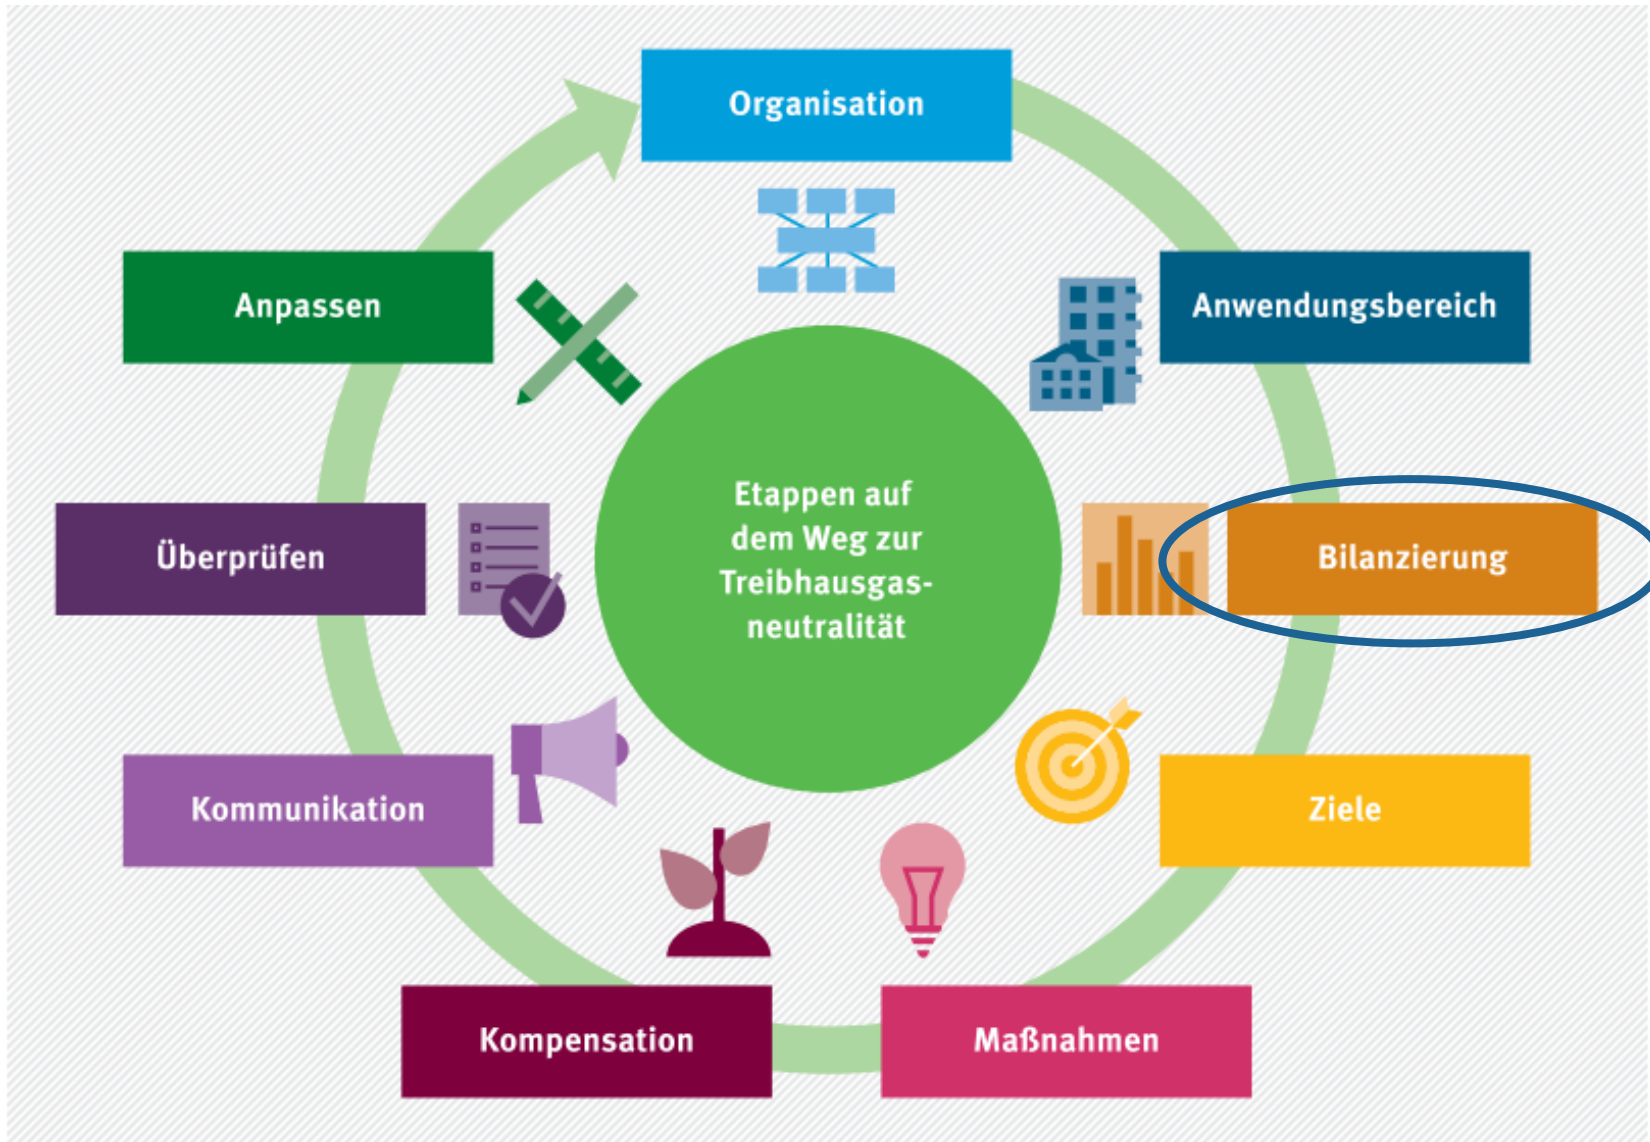 Organisation
Anwendungsbereich
Bilanzierung
Ziele
Maßnahmen
Kompensation
Kommunikation
Überprüfen
Anpassen
Etappen auf
dem Weg zur
Treibhausgas-
neutralität